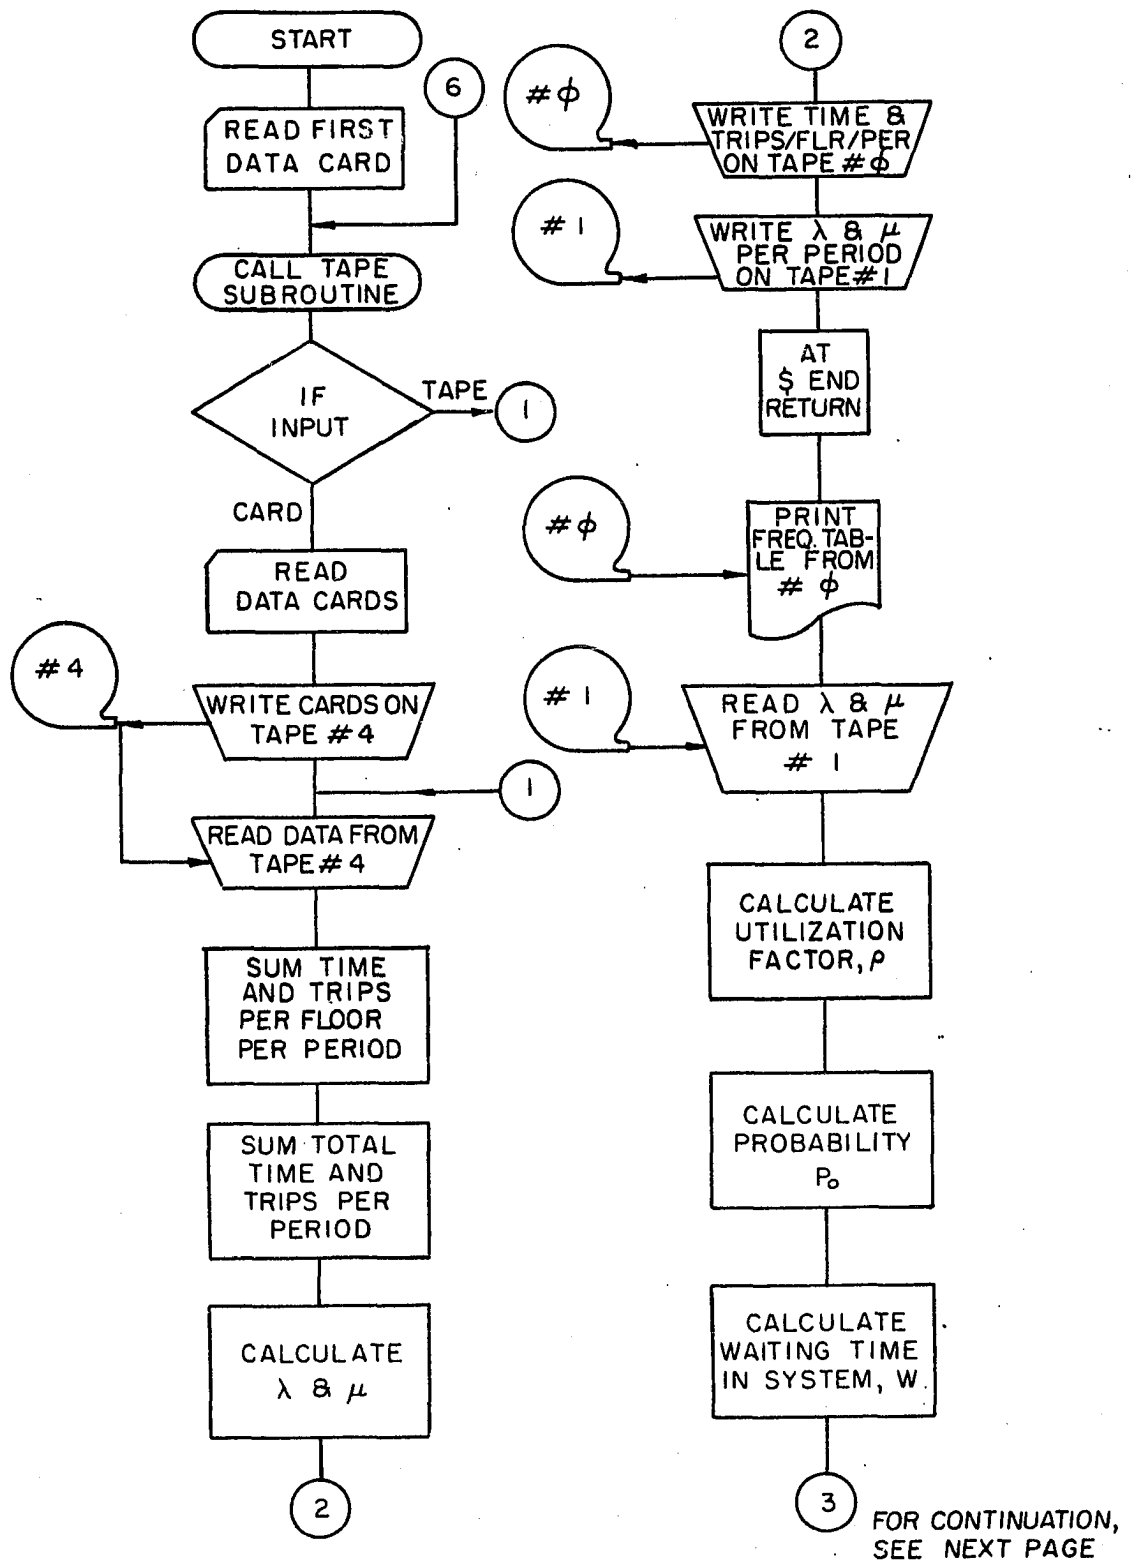 START
6
READ FIRST
DATA CARD
CALL TAPE
SUBROUTINE
IF
INPUT
TAPE
1
CARD
READ
DATA CARDS
#4
WRITE CARDS ON
TAPE #4
1
READ DATA FROM
TAPE #4
SUM TIME
AND TRIPS
PER FLOOR
PER PERIOD
SUM TOTAL
TIME AND
TRIPS PER
PERIOD
CALCULATE
λ & μ
2
2
#ϕ
WRITE TIME &
TRIPS/FLR/PER
ON TAPE #ϕ
#1
WRITE λ & μ
PER PERIOD
ON TAPE #1
AT
$ END
RETURN
#ϕ
PRINT
FREQ. TAB-
LE FROM
# ϕ
#1
READ λ & μ
FROM TAPE
# 1
CALCULATE
UTILIZATION
FACTOR, ρ
CALCULATE
PROBABILITY
P₀
CALCULATE
WAITING TIME
IN SYSTEM, W.
3
FOR CONTINUATION,
SEE NEXT PAGE